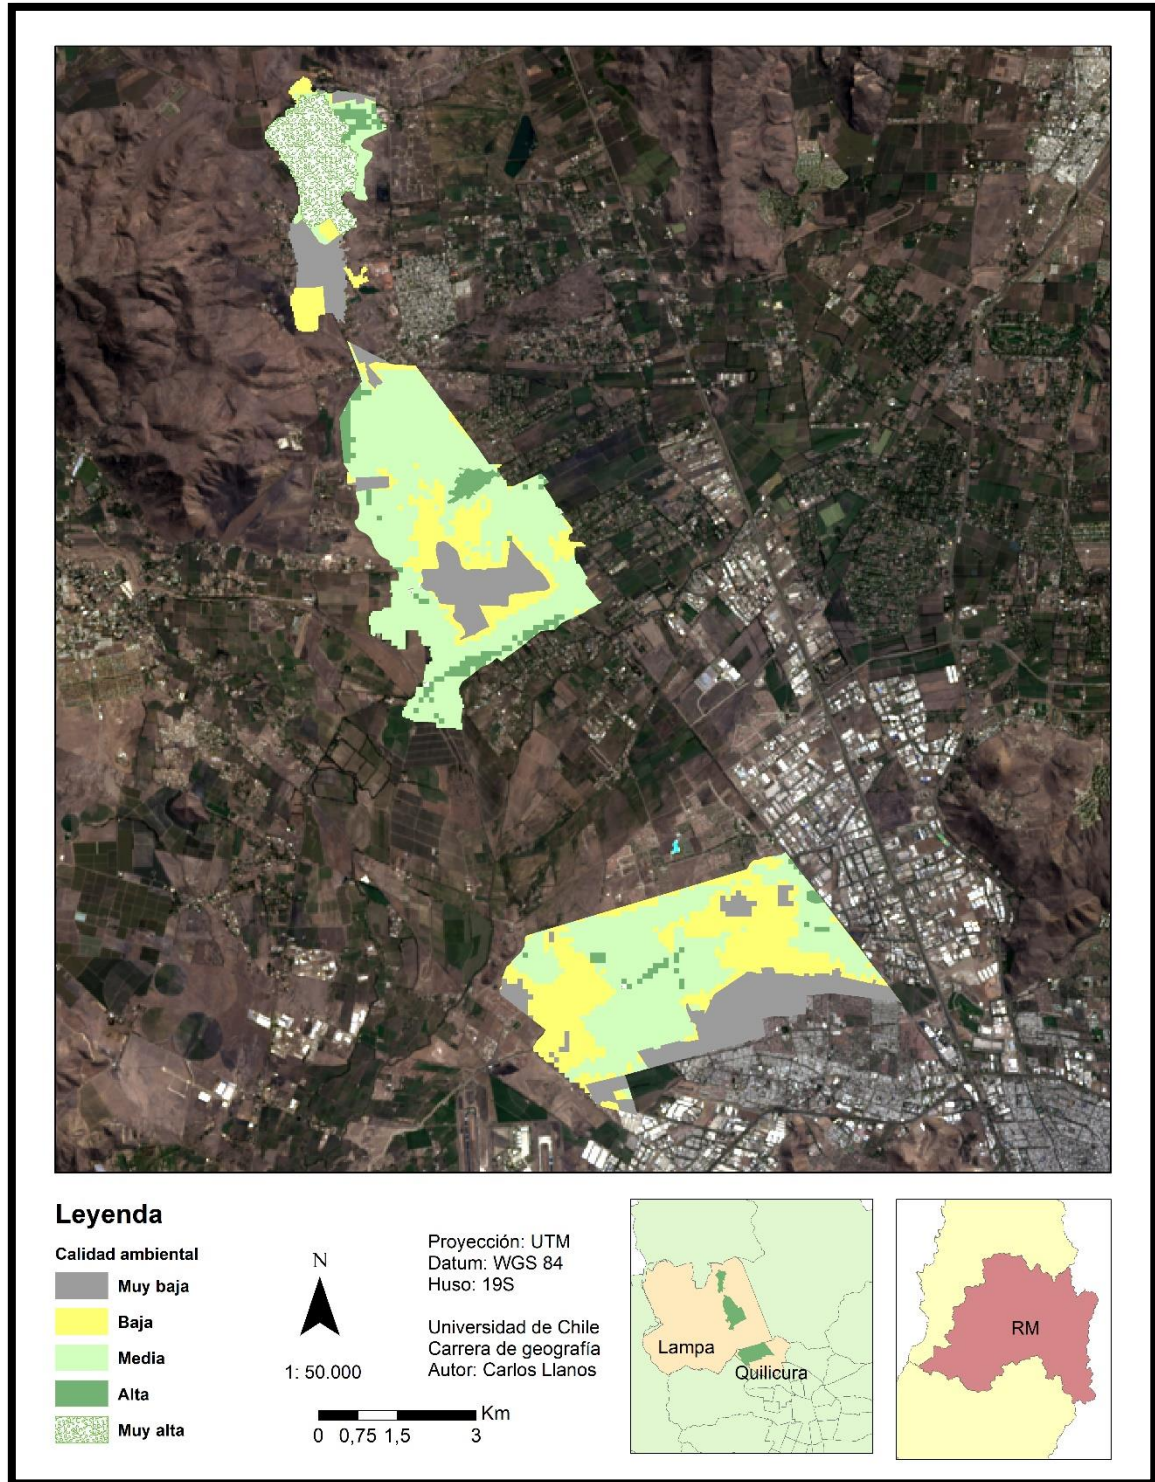 Leyenda
Calidad ambiental
Muy baja
Baja
Media
Alta
Muy alta
N
1: 50.000
Proyección: UTM
Datum: WGS 84
Huso: 19S
Universidad de Chile
Carrera de geografía
Autor: Carlos Llanos
Km
0 0,75 1,5 3
Lampa
Quilicura
RM